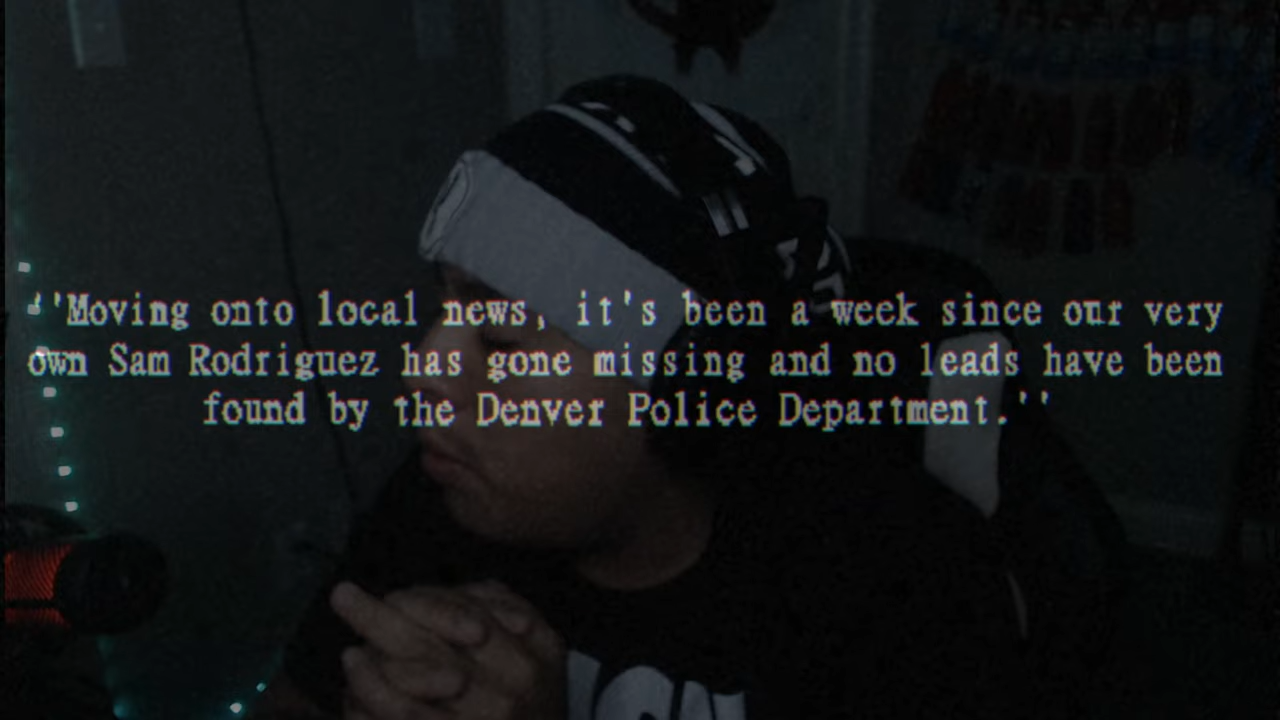 ''Moving onto local news, it's been a week since our very
own Sam Rodriguez has gone missing and no leads have been
found by the Denver Police Department.''